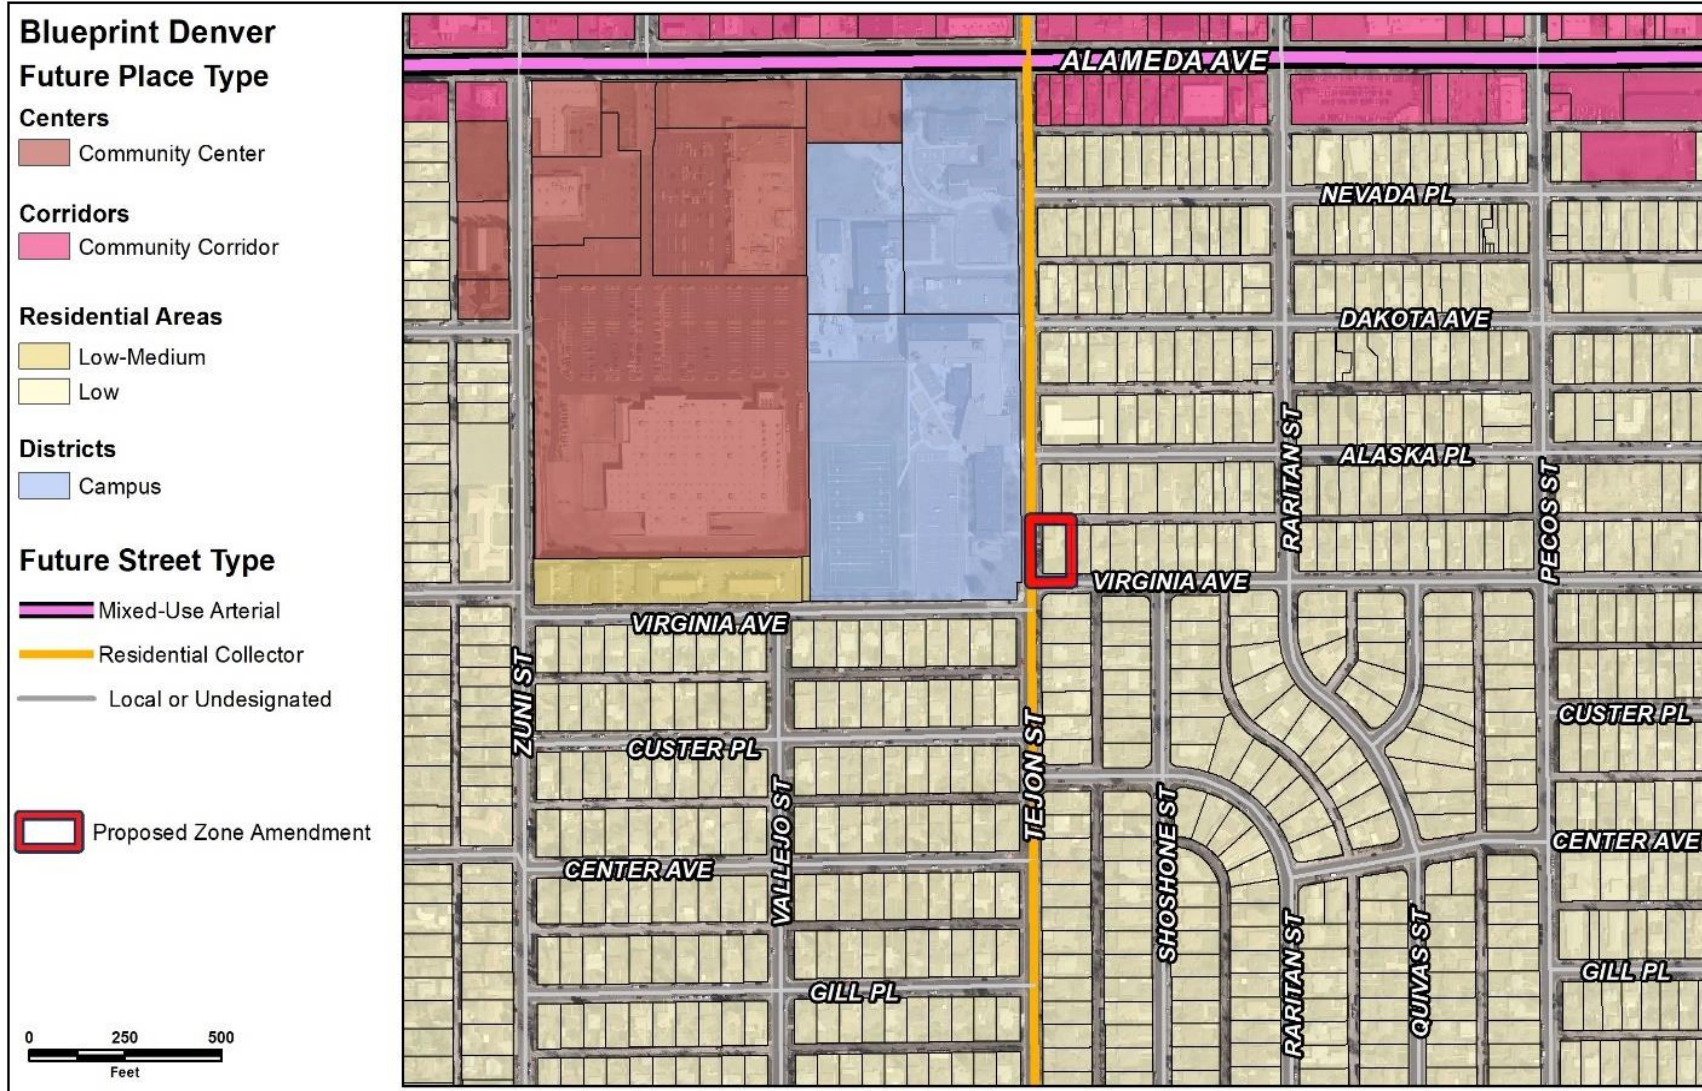 Blueprint Denver
Future Place Type
Centers
Community Center
Corridors
Community Corridor
Residential Areas
Low-Medium
Low
Districts
Campus
Future Street Type
Mixed-Use Arterial
Residential Collector
Local or Undesignated
Proposed Zone Amendment
0 250 500
Feet
ALAMEDA AVE
NEVADA PL
DAKOTA AVE
RARITAN ST
ALASKA PL
PECOS ST
VIRGINIA AVE
VIRGINIA AVE
ZUNI ST
CUSTER PL
TEJON ST
CUSTER PL
VALLEJO ST
SHOSHONE ST
CENTER AVE
CENTER AVE
RARITAN ST
QUIVAS ST
GILL PL
GILL PL